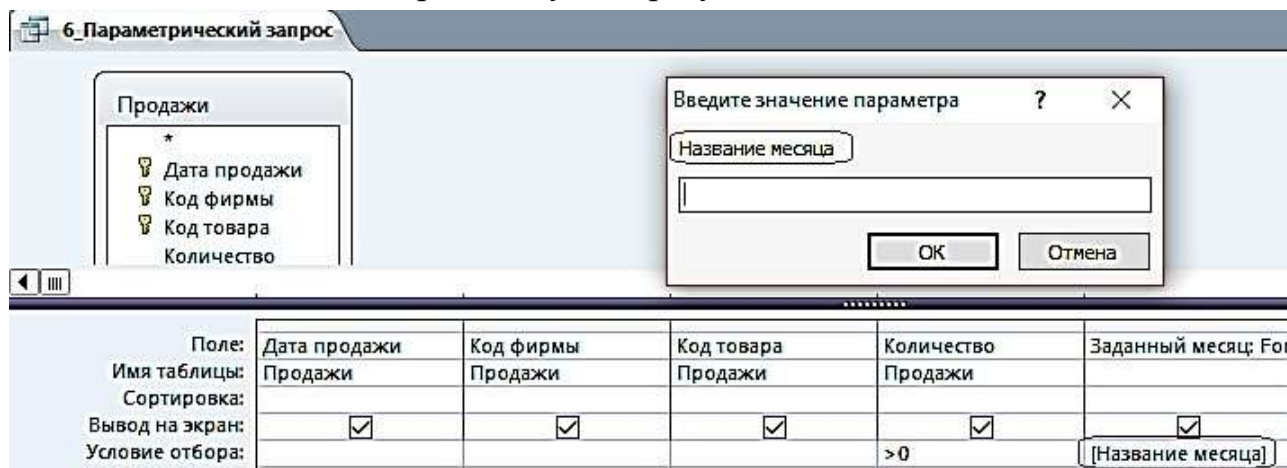 6_Параметрический запрос
Продажи
*
Дата продажи
Код фирмы
Код товара
Количество
Введите значение параметра ? ×
Название месяца
ОК Отмена
Поле: Дата продажи Код фирмы Код товара Количество Заданный месяц: For
Имя таблицы: Продажи Продажи Продажи Продажи
Сортировка:
Вывод на экран:
Условие отбора: >0 [Название месяца]